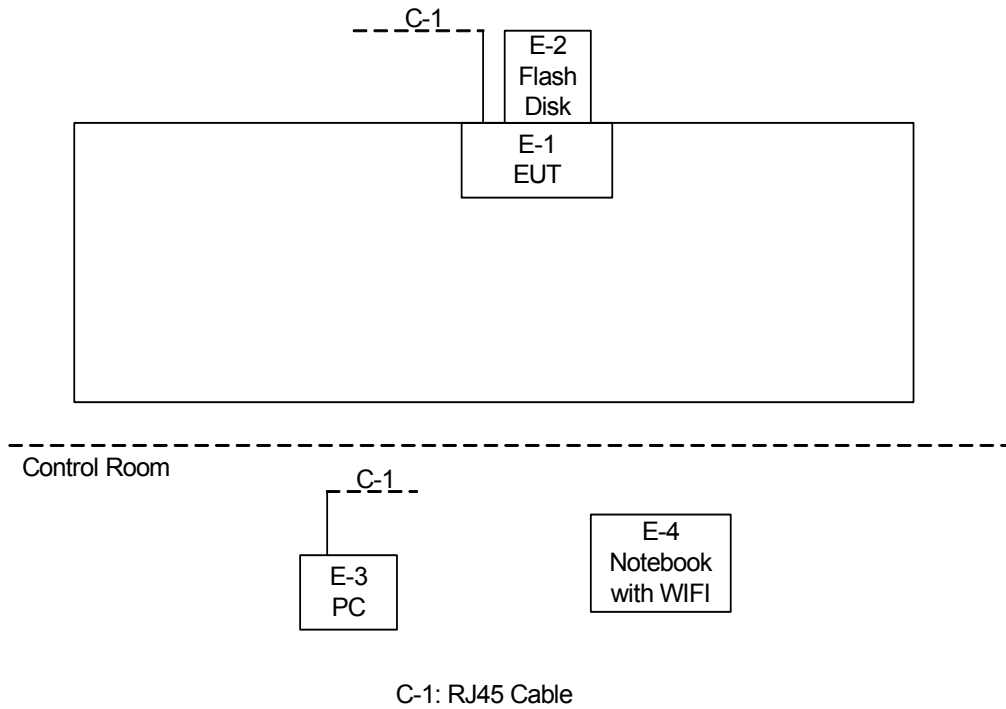 C-1
E-2
Flash
Disk
E-1
EUT
Control Room
C-1
E-3
PC
E-4
Notebook
with WIFI
C-1: RJ45 Cable